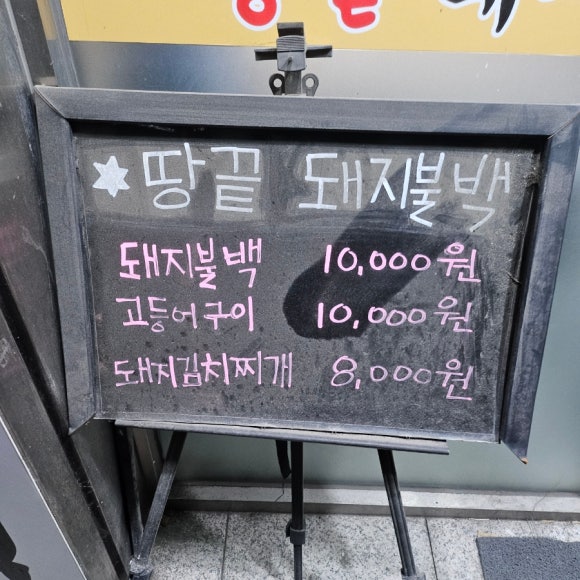 ☆ 땅끝 돼지불백
돼지불백 10,000원
고등어구이 10,000원
돼지김치찌개 8,000원